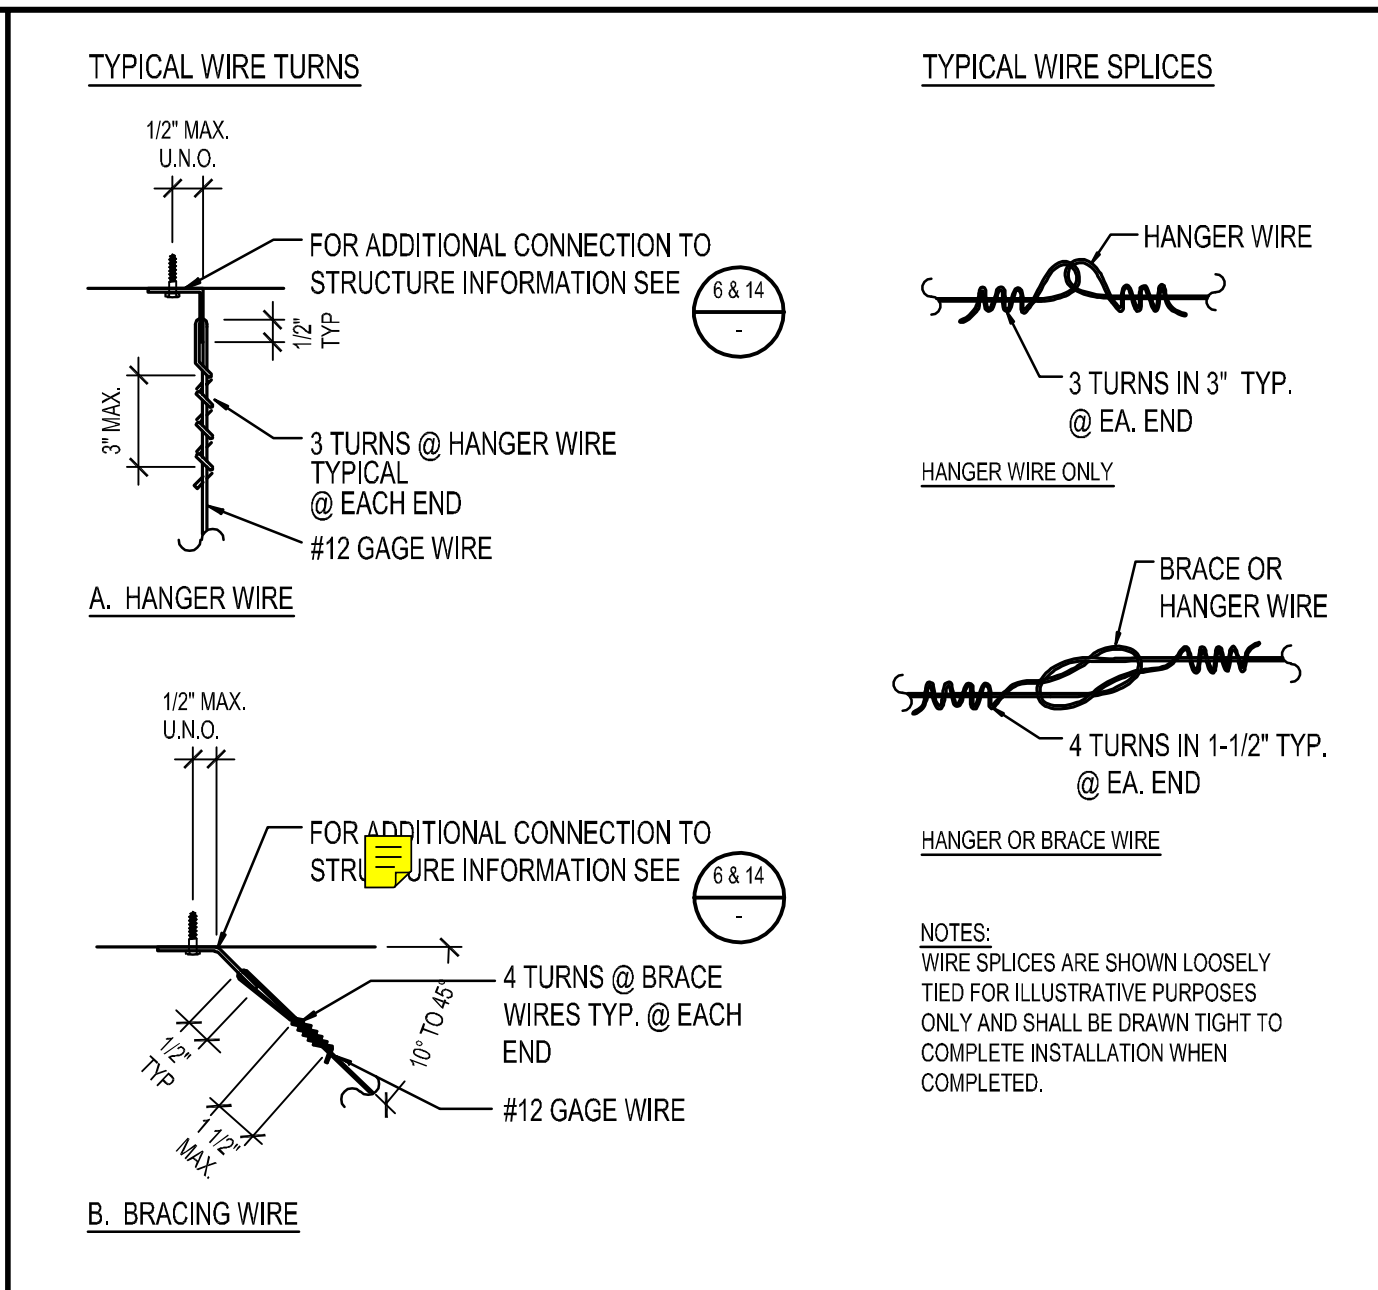 TYPICAL WIRE TURNS
1/2" MAX.
U.N.O.
FOR ADDITIONAL CONNECTION TO
STRUCTURE INFORMATION SEE
6 & 14
-
1/2"
TYP
3" MAX.
3 TURNS @ HANGER WIRE
TYPICAL
@ EACH END
#12 GAGE WIRE
A. HANGER WIRE
1/2" MAX.
U.N.O.
FOR ADDITIONAL CONNECTION TO
STRUCTURE INFORMATION SEE
6 & 14
-
4 TURNS @ BRACE
WIRES TYP. @ EACH
END
10° TO 45°
1/2"
TYP
1 1/2"
MAX.
#12 GAGE WIRE
B. BRACING WIRE
TYPICAL WIRE SPLICES
HANGER WIRE
3 TURNS IN 3" TYP.
@ EA. END
HANGER WIRE ONLY
BRACE OR
HANGER WIRE
4 TURNS IN 1-1/2" TYP.
@ EA. END
HANGER OR BRACE WIRE
NOTES:
WIRE SPLICES ARE SHOWN LOOSELY
TIED FOR ILLUSTRATIVE PURPOSES
ONLY AND SHALL BE DRAWN TIGHT TO
COMPLETE INSTALLATION WHEN
COMPLETED.